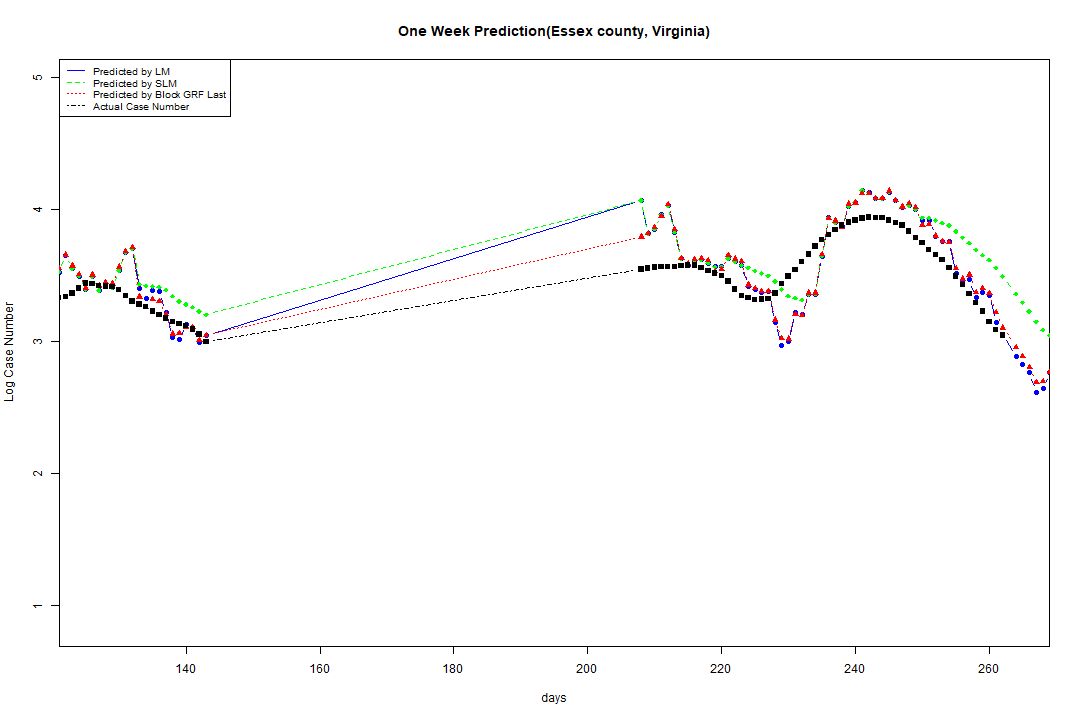 One Week Prediction(Essex county, Virginia)
Predicted by LM
Predicted by SLM
Predicted by Block GRF Last
Actual Case Number
5
4
3
2
1
Log Case Number
140 160 180 200 220 240 260
days